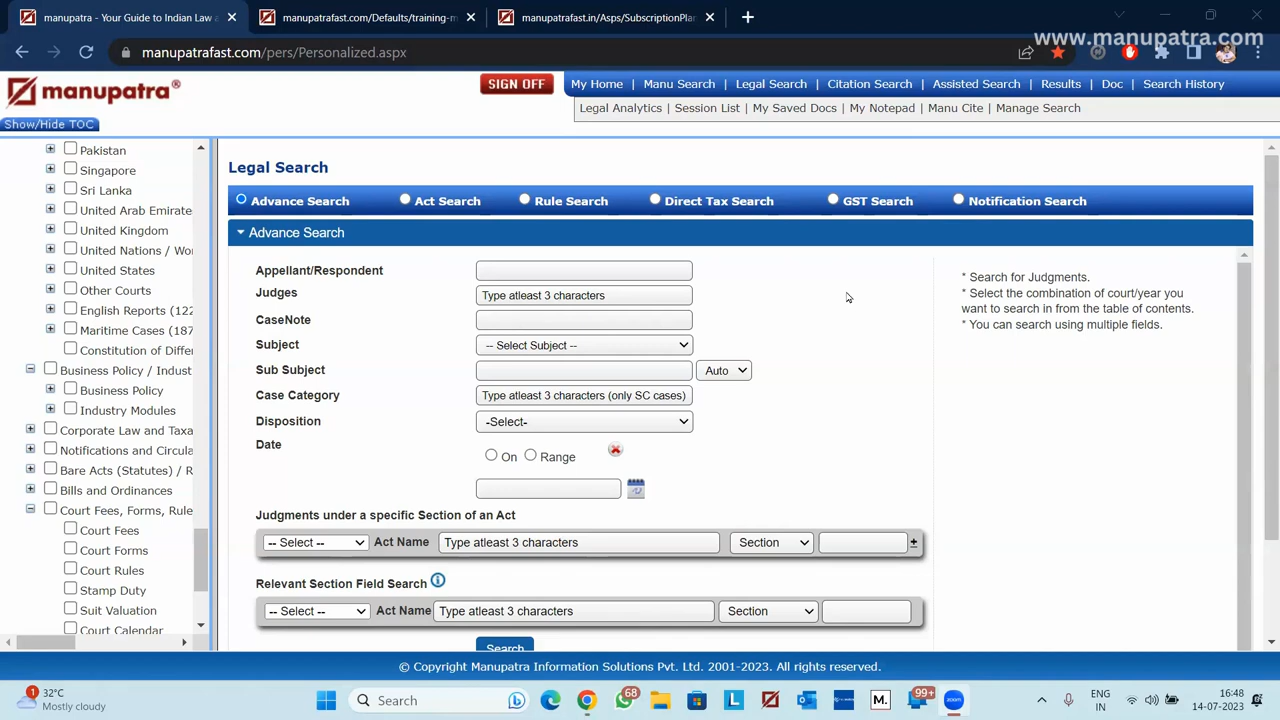 manupatra - Your Guide to Indian Law a
manupatrafast.com/Defaults/training-m
manupatrafast.in/Asps/SubscriptionPlan
www.manupatra.com
manupatrafast.com/pers/Personalized.aspx
manupatra®
SIGN OFF
My Home | Manu Search | Legal Search | Citation Search | Assisted Search | Results | Doc | Search History
Legal Analytics | Session List | My Saved Docs | My Notepad | Manu Cite | Manage Search
Show/Hide TOC
Pakistan
Singapore
Sri Lanka
United Arab Emirate
United Kingdom
United Nations / Wor
United States
Other Courts
English Reports (122
Maritime Cases (187
Constitution of Differ
Business Policy / Indust
Business Policy
Industry Modules
Corporate Law and Taxa
Notifications and Circula
Bare Acts (Statutes) / R
Bills and Ordinances
Court Fees, Forms, Rule
Court Fees
Court Forms
Court Rules
Stamp Duty
Suit Valuation
Court Calendar
Legal Search
Advance Search Act Search Rule Search Direct Tax Search GST Search Notification Search
Advance Search
Appellant/Respondent
Judges Type atleast 3 characters
CaseNote
Subject -- Select Subject --
Sub Subject Auto
Case Category Type atleast 3 characters (only SC cases)
Disposition -Select-
Date
On Range
Judgments under a specific Section of an Act
-- Select -- Act Name Type atleast 3 characters Section
Relevant Section Field Search
-- Select -- Act Name Type atleast 3 characters Section
Search
* Search for Judgments.
* Select the combination of court/year you
want to search in from the table of contents.
* You can search using multiple fields.
© Copyright Manupatra Information Solutions Pvt. Ltd. 2001-2023. All rights reserved.
1
32°C
Mostly cloudy
Search
68
L
M.
99+
zoom
ENG
IN
16:48
14-07-2023